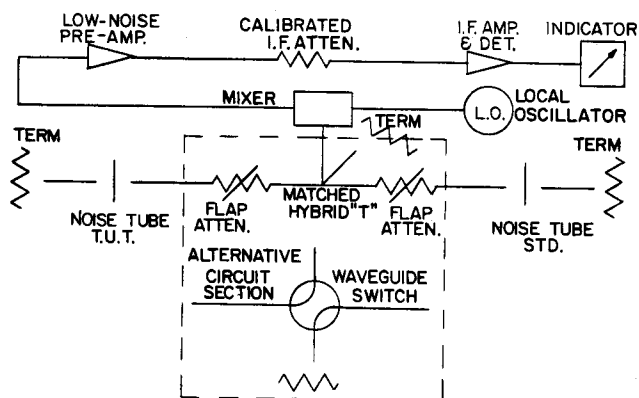 LOW-NOISE
PRE-AMP.
CALIBRATED
I.F. ATTEN.
I.F. AMP.
& DET.
INDICATOR
MIXER
L.O.
LOCAL
OSCILLATOR
TERM
TERM
TERM
NOISE TUBE
T.U.T.
FLAP
ATTEN.
MATCHED
HYBRID "T"
FLAP
ATTEN.
NOISE TUBE
STD.
ALTERNATIVE
CIRCUIT
SECTION
WAVEGUIDE
SWITCH